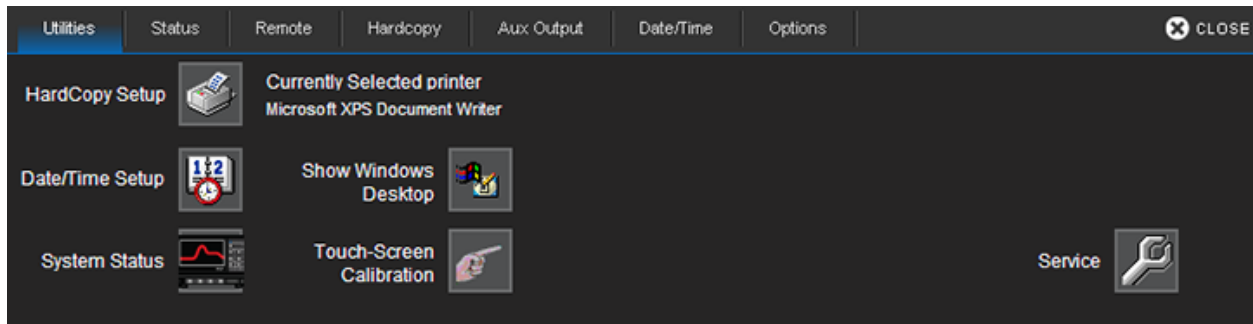 Utilities
Status
Remote
Hardcopy
Aux Output
Date/Time
Options
CLOSE
HardCopy Setup
Currently Selected printer
Microsoft XPS Document Writer
Date/Time Setup
Show Windows
Desktop
System Status
Touch-Screen
Calibration
Service